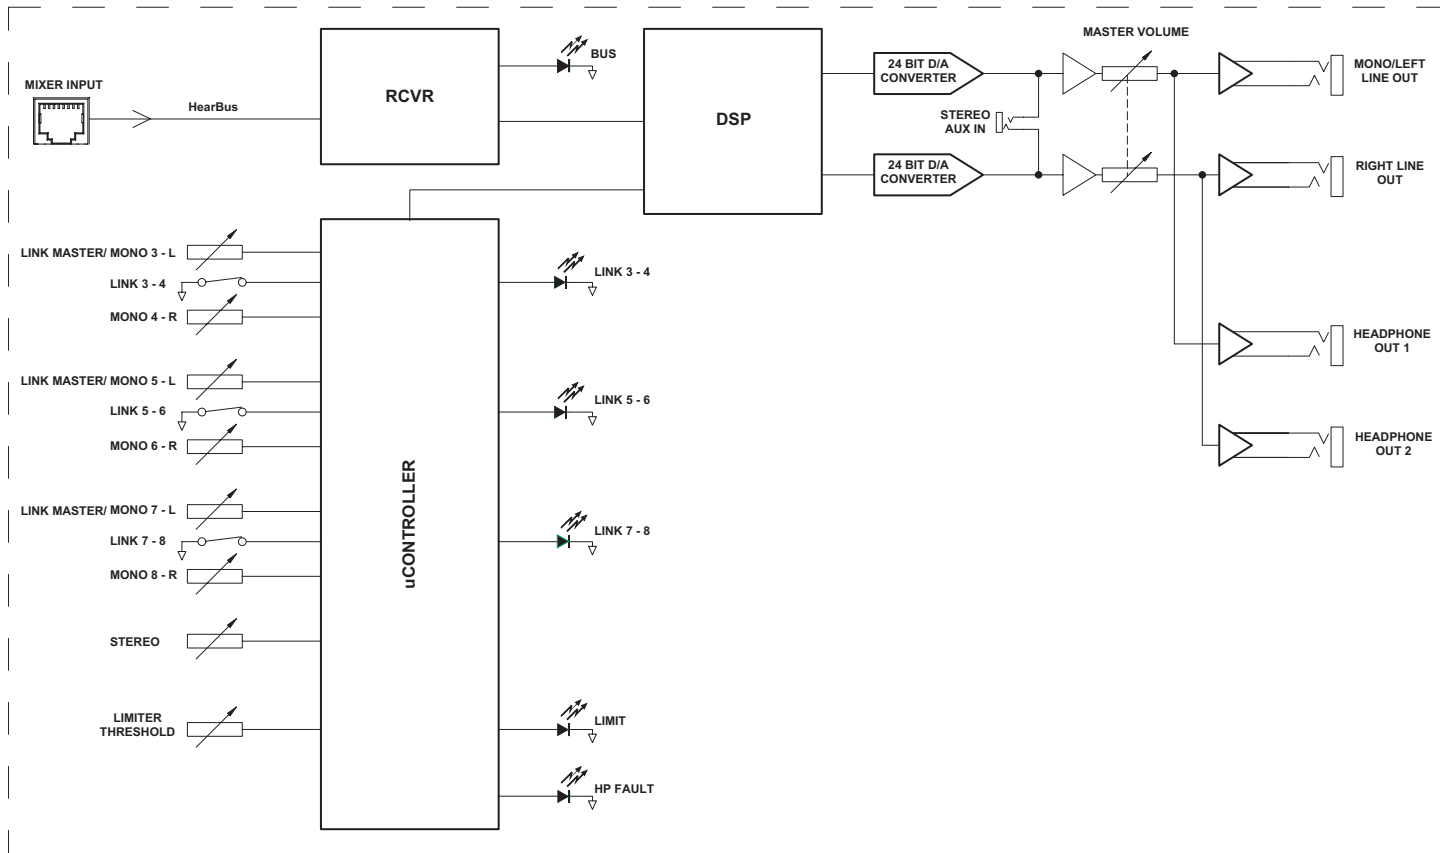 MIXER INPUT
HearBus
RCVR
BUS
DSP
24 BIT D/A
CONVERTER
24 BIT D/A
CONVERTER
STEREO
AUX IN
MASTER VOLUME
MONO/LEFT
LINE OUT
RIGHT LINE
OUT
HEADPHONE
OUT 1
HEADPHONE
OUT 2
LINK MASTER/ MONO 3 - L
LINK 3 - 4
MONO 4 - R
LINK MASTER/ MONO 5 - L
LINK 5 - 6
MONO 6 - R
LINK MASTER/ MONO 7 - L
LINK 7 - 8
MONO 8 - R
STEREO
LIMITER
THRESHOLD
uCONTROLLER
LINK 3 - 4
LINK 5 - 6
LINK 7 - 8
LIMIT
HP FAULT